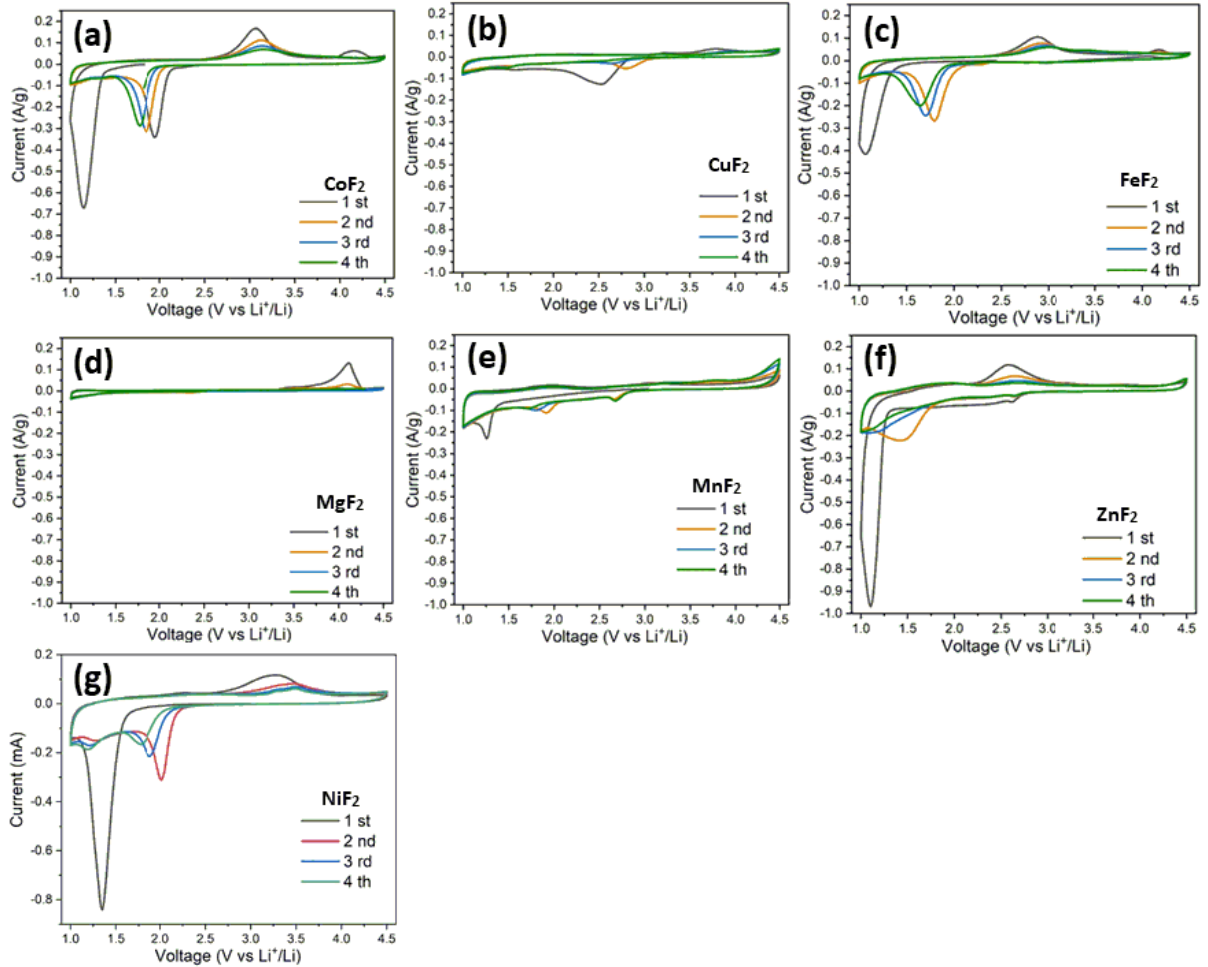 (a)
0.2
0.1
0.0
-0.1
-0.2
-0.3
-0.4
-0.5
-0.6
-0.7
-0.8
-0.9
-1.0
Current (A/g)
CoF2
1 st
2 nd
3 rd
4 th
1.0 1.5 2.0 2.5 3.0 3.5 4.0 4.5
Voltage (V vs Li⁺/Li)
(b)
0.2
0.1
0.0
-0.1
-0.2
-0.3
-0.4
-0.5
-0.6
-0.7
-0.8
-0.9
-1.0
Current (A/g)
CuF2
1 st
2 nd
3 rd
4 th
1.0 1.5 2.0 2.5 3.0 3.5 4.0 4.5
Voltage (V vs Li⁺/Li)
(c)
0.2
0.1
0.0
-0.1
-0.2
-0.3
-0.4
-0.5
-0.6
-0.7
-0.8
-0.9
-1.0
Current (A/g)
FeF2
1 st
2 nd
3 rd
4 th
1.0 1.5 2.0 2.5 3.0 3.5 4.0 4.5
Voltage (V vs Li⁺/Li)
(d)
0.2
0.1
0.0
-0.1
-0.2
-0.3
-0.4
-0.5
-0.6
-0.7
-0.8
-0.9
-1.0
Current (A/g)
MgF2
1 st
2 nd
3 rd
4 th
1.0 1.5 2.0 2.5 3.0 3.5 4.0 4.5
Voltage (V vs Li⁺/Li)
(e)
0.2
0.1
0.0
-0.1
-0.2
-0.3
-0.4
-0.5
-0.6
-0.7
-0.8
-0.9
-1.0
Current (A/g)
MnF2
1 st
2 nd
3 rd
4 th
1.0 1.5 2.0 2.5 3.0 3.5 4.0 4.5
Voltage (V vs Li⁺/Li)
(f)
0.2
0.1
0.0
-0.1
-0.2
-0.3
-0.4
-0.5
-0.6
-0.7
-0.8
-0.9
-1.0
Current (A/g)
ZnF2
1 st
2 nd
3 rd
4 th
1.0 1.5 2.0 2.5 3.0 3.5 4.0 4.5
Voltage (V vs Li⁺/Li)
(g)
0.2
0.0
-0.2
-0.4
-0.6
-0.8
Current (mA)
NiF2
1 st
2 nd
3 rd
4 th
1.0 1.5 2.0 2.5 3.0 3.5 4.0 4.5
Voltage (V vs Li⁺/Li)